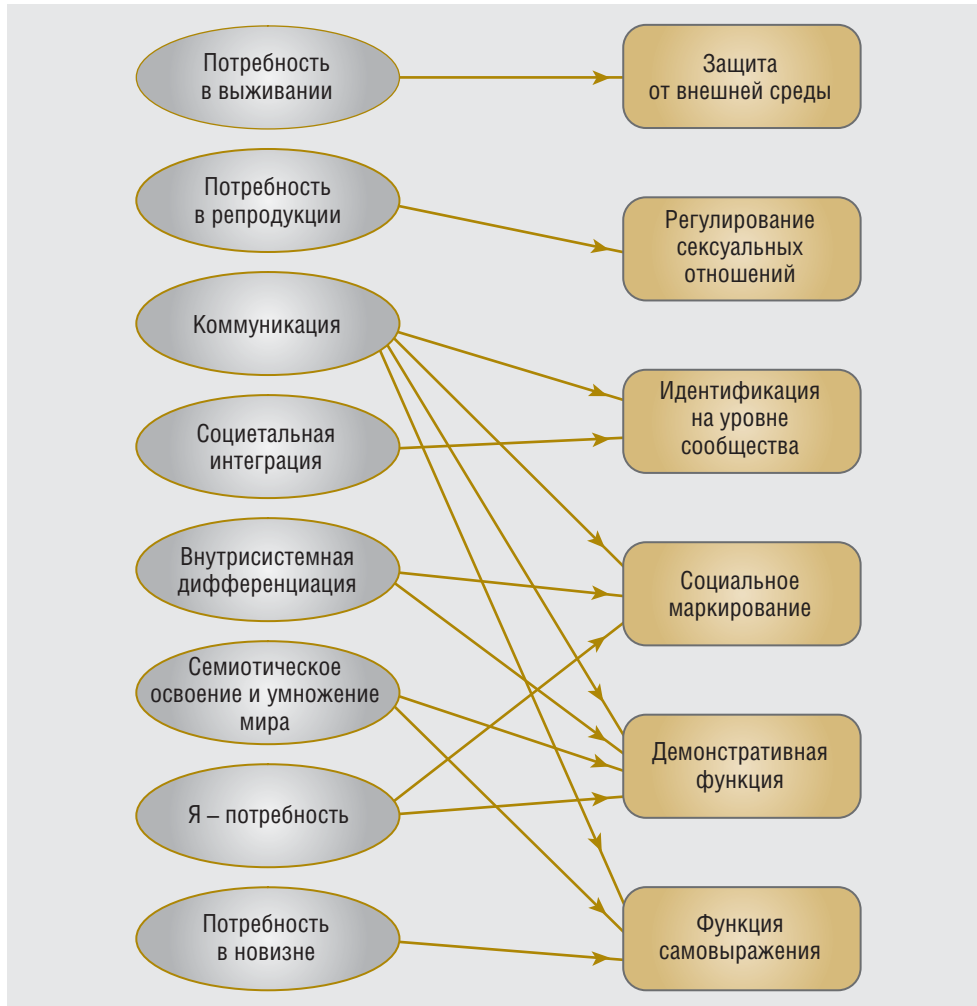 Потребность
в выживании
Защита
от внешней среды
Потребность
в репродукции
Регулирование
сексуальных
отношений
Коммуникация
Идентификация
на уровне
сообщества
Социетальная
интеграция
Внутрисистемная
дифференциация
Социальное
маркирование
Семиотическое
освоение и умножение
мира
Демонстративная
функция
Я – потребность
Функция
самовыражения
Потребность
в новизне